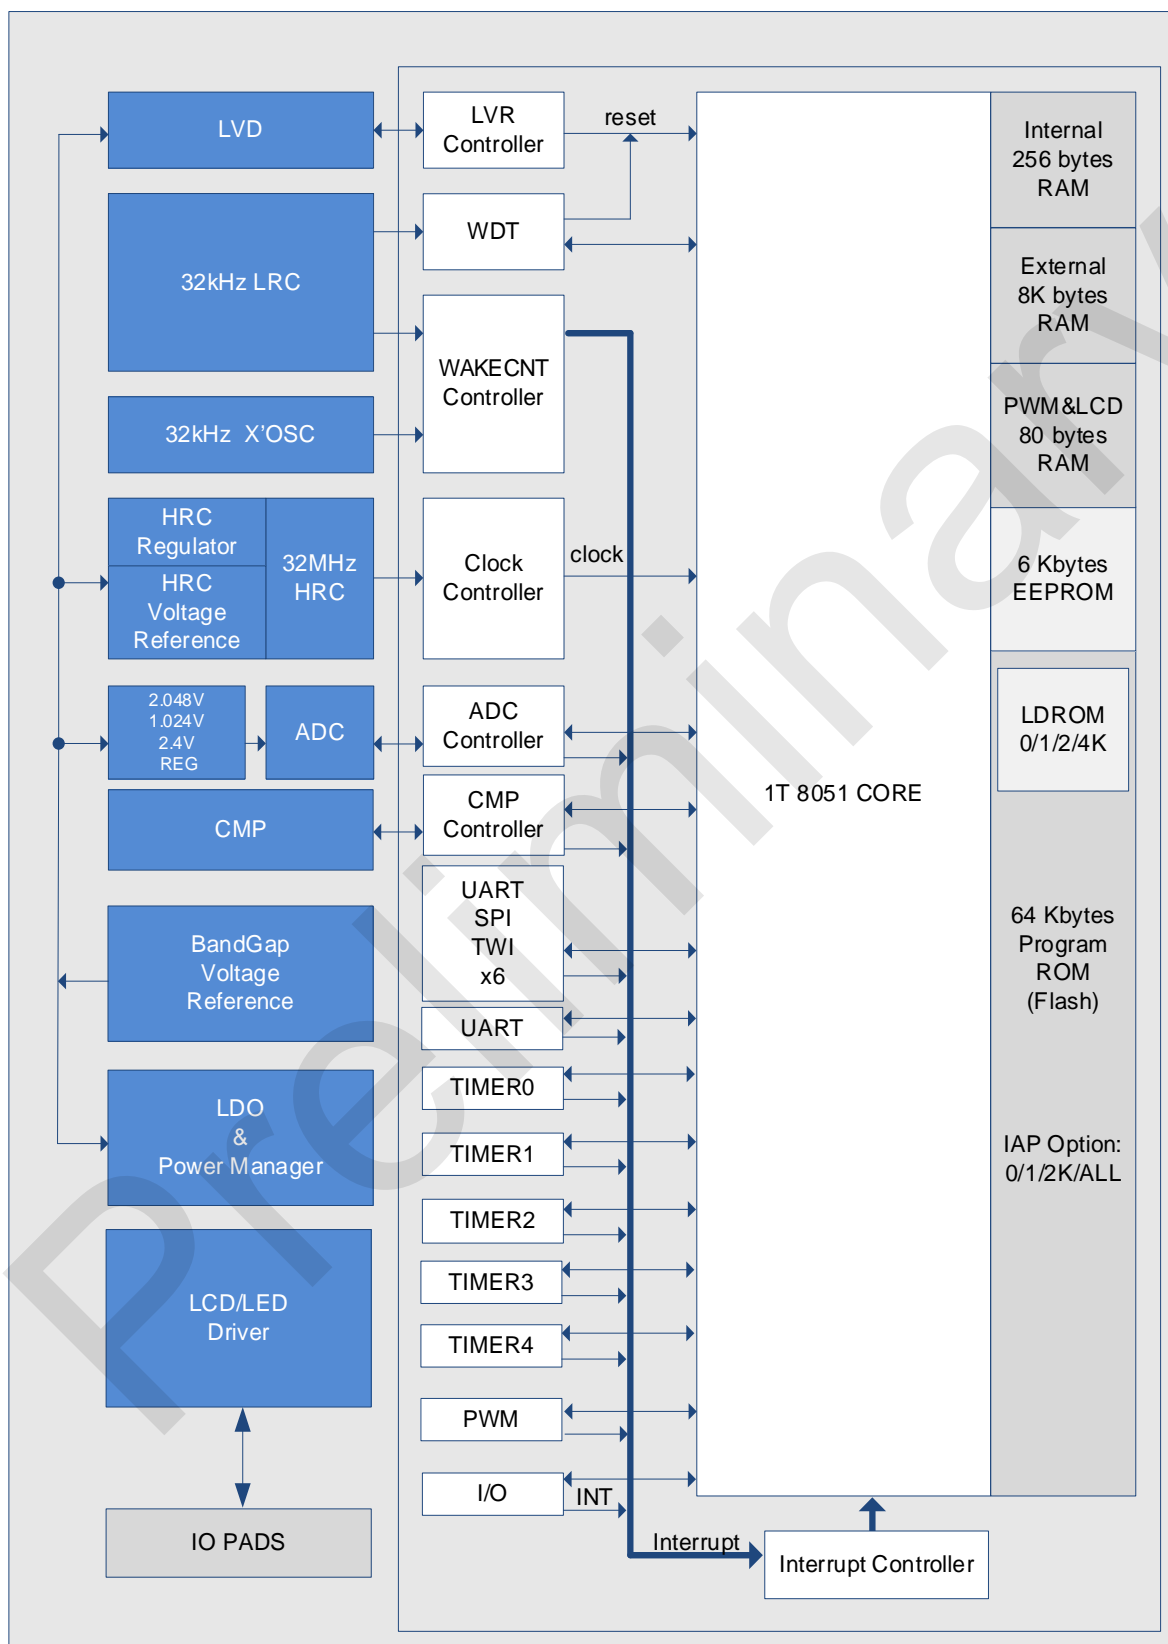 LVD
32kHz LRC
32kHz X'OSC
HRC
Regulator
HRC
Voltage
Reference
32MHz
HRC
2.048V
1.024V
2.4V
REG
ADC
CMP
BandGap
Voltage
Reference
LDO
&
Power Manager
LCD/LED
Driver
IO PADS
LVR
Controller
WDT
WAKECNT
Controller
Clock
Controller
ADC
Controller
CMP
Controller
UART
SPI
TWI
x6
UART
TIMER0
TIMER1
TIMER2
TIMER3
TIMER4
PWM
I/O
reset
clock
INT
Interrupt
1T 8051 CORE
Interrupt Controller
Internal
256 bytes
RAM
External
8K bytes
RAM
PWM&LCD
80 bytes
RAM
6 Kbytes
EEPROM
LDROM
0/1/2/4K
64 Kbytes
Program
ROM
(Flash)
IAP Option:
0/1/2K/ALL
Preliminary